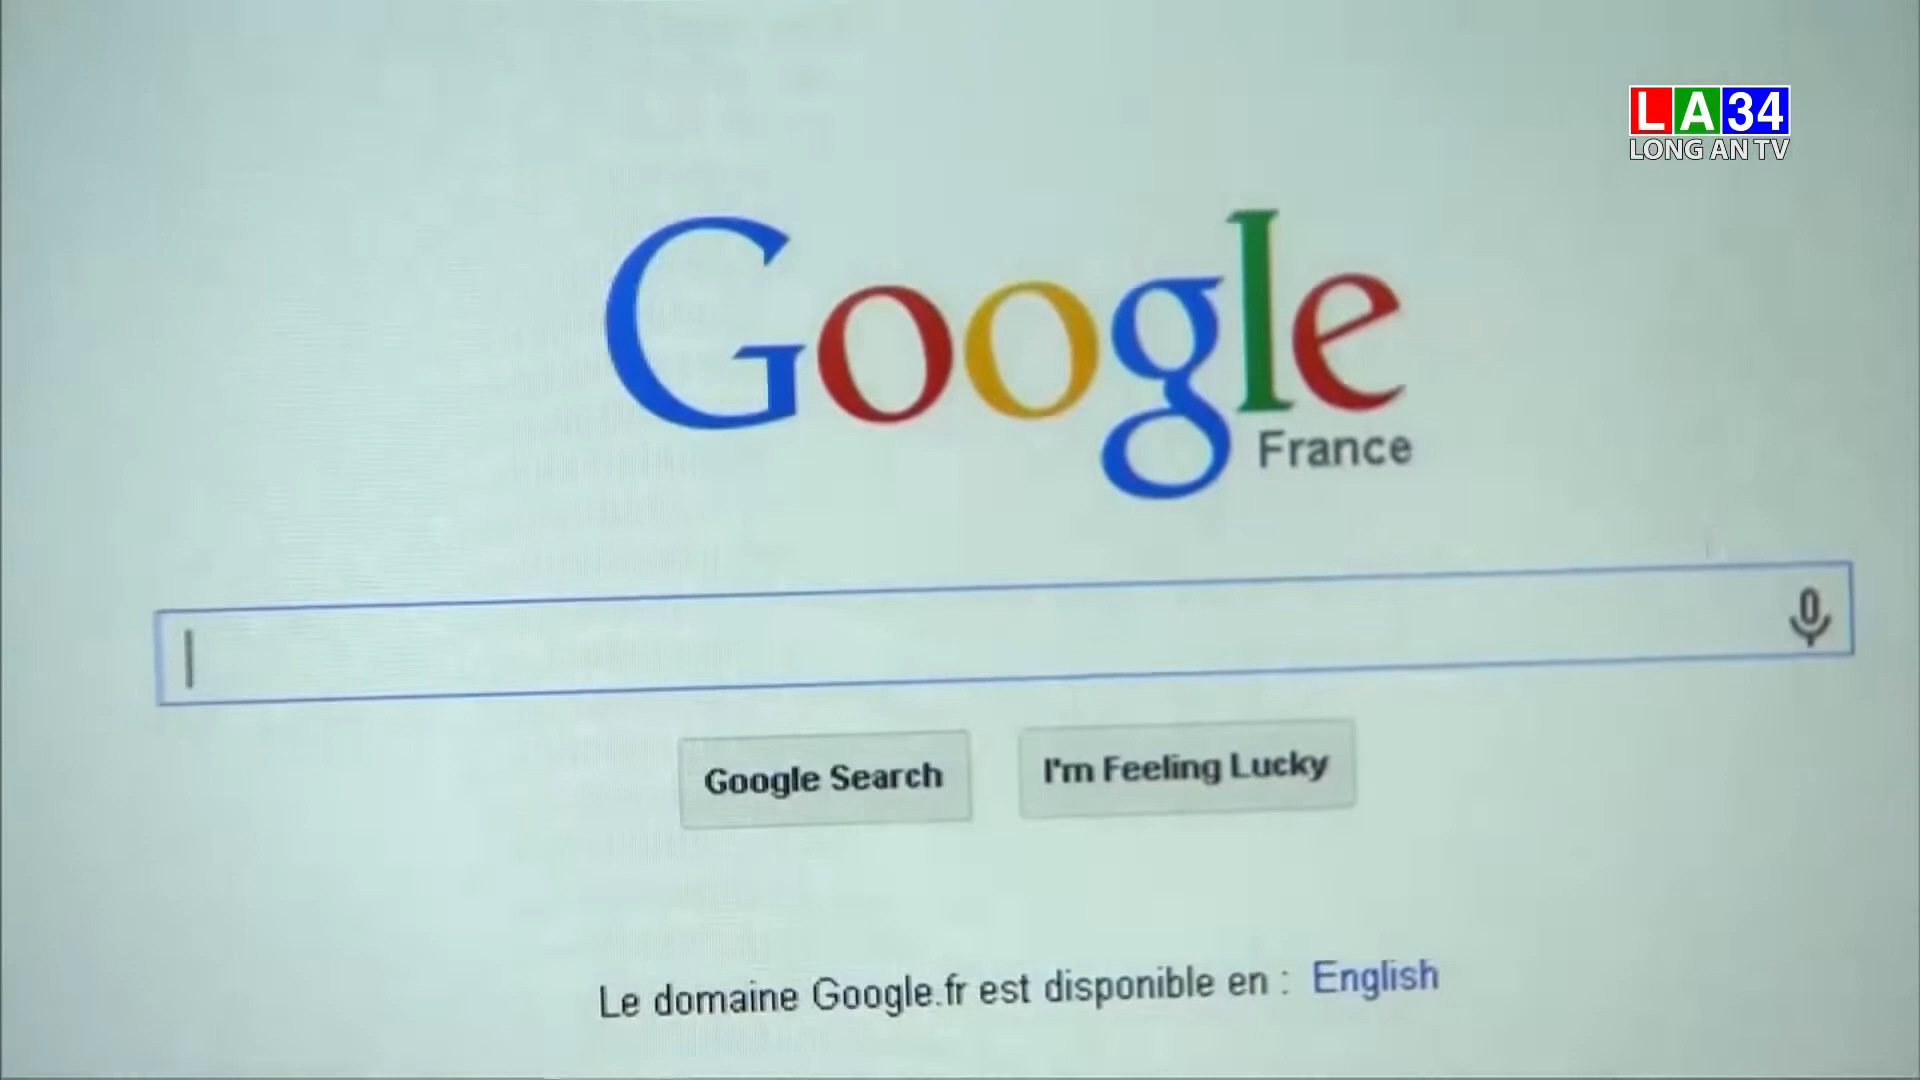 LA34
LONG AN TV
Google
France
Google Search
I'm Feeling Lucky
Le domaine Google.fr est disponible en : English